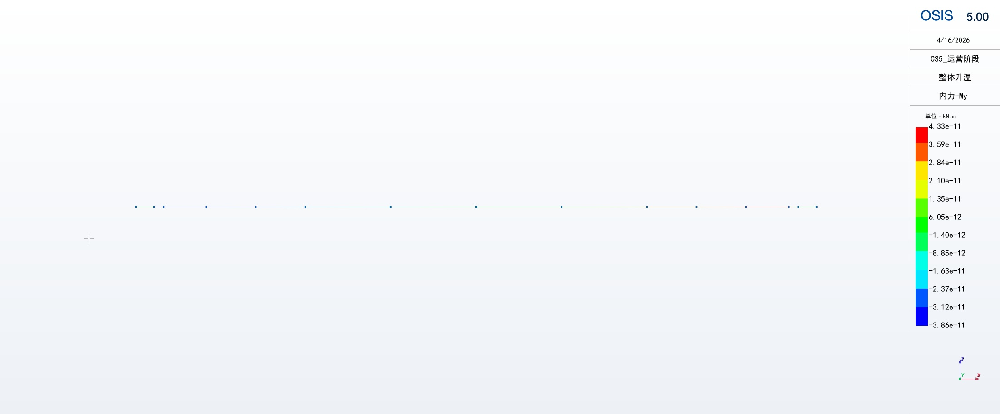 OSIS 5.00
4/16/2026
CS5_运营阶段
整体升温
内力-My
单位·kN.m
4.33e-11
3.59e-11
2.84e-11
2.10e-11
1.35e-11
6.05e-12
-1.40e-12
-8.85e-12
-1.63e-11
-2.37e-11
-3.12e-11
-3.86e-11
Z
Y X